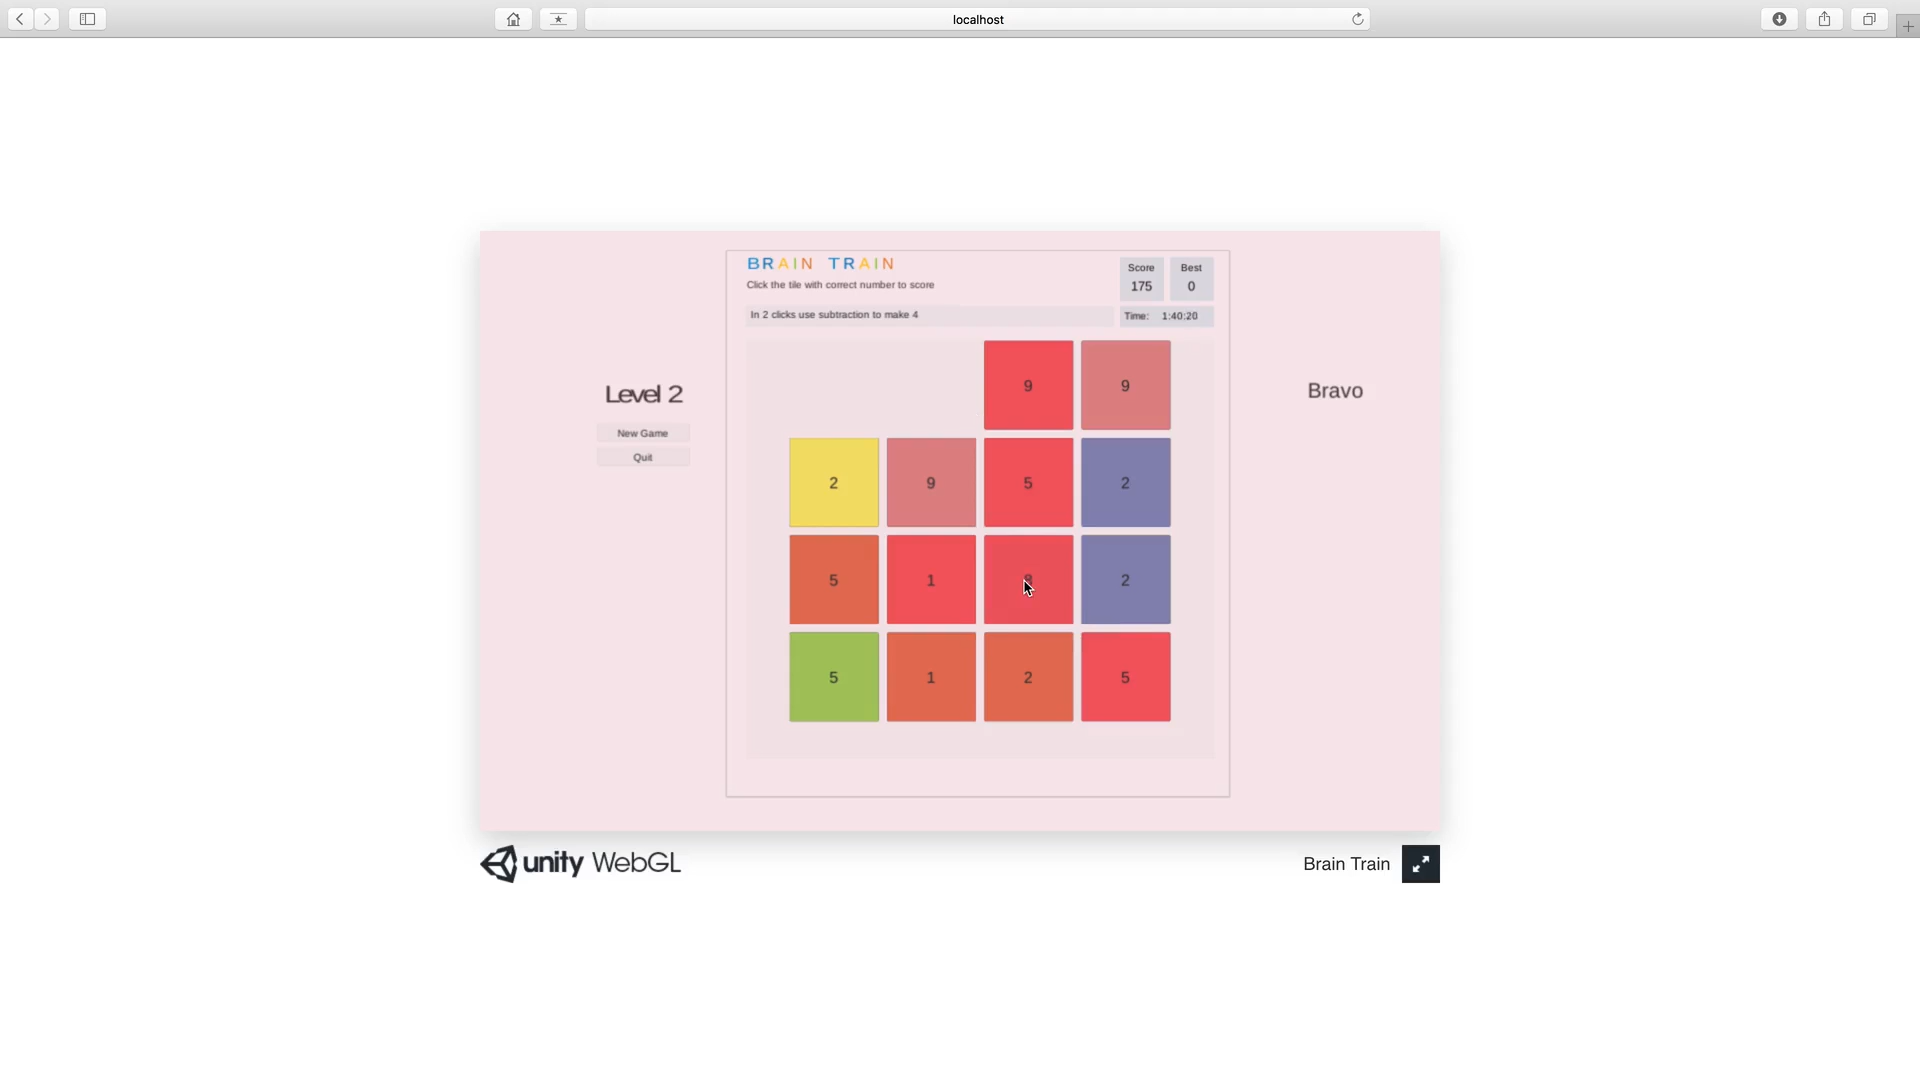 localhost
BRAIN TRAIN
Click the tile with correct number to score
Score
175
Best
0
In 2 clicks use subtraction to make 4
Time: 1:40:20
Level 2
New Game
Quit
Bravo
9 9
2 9 5 2
5 1 2
5 1 2 5
unity WebGL
Brain Train